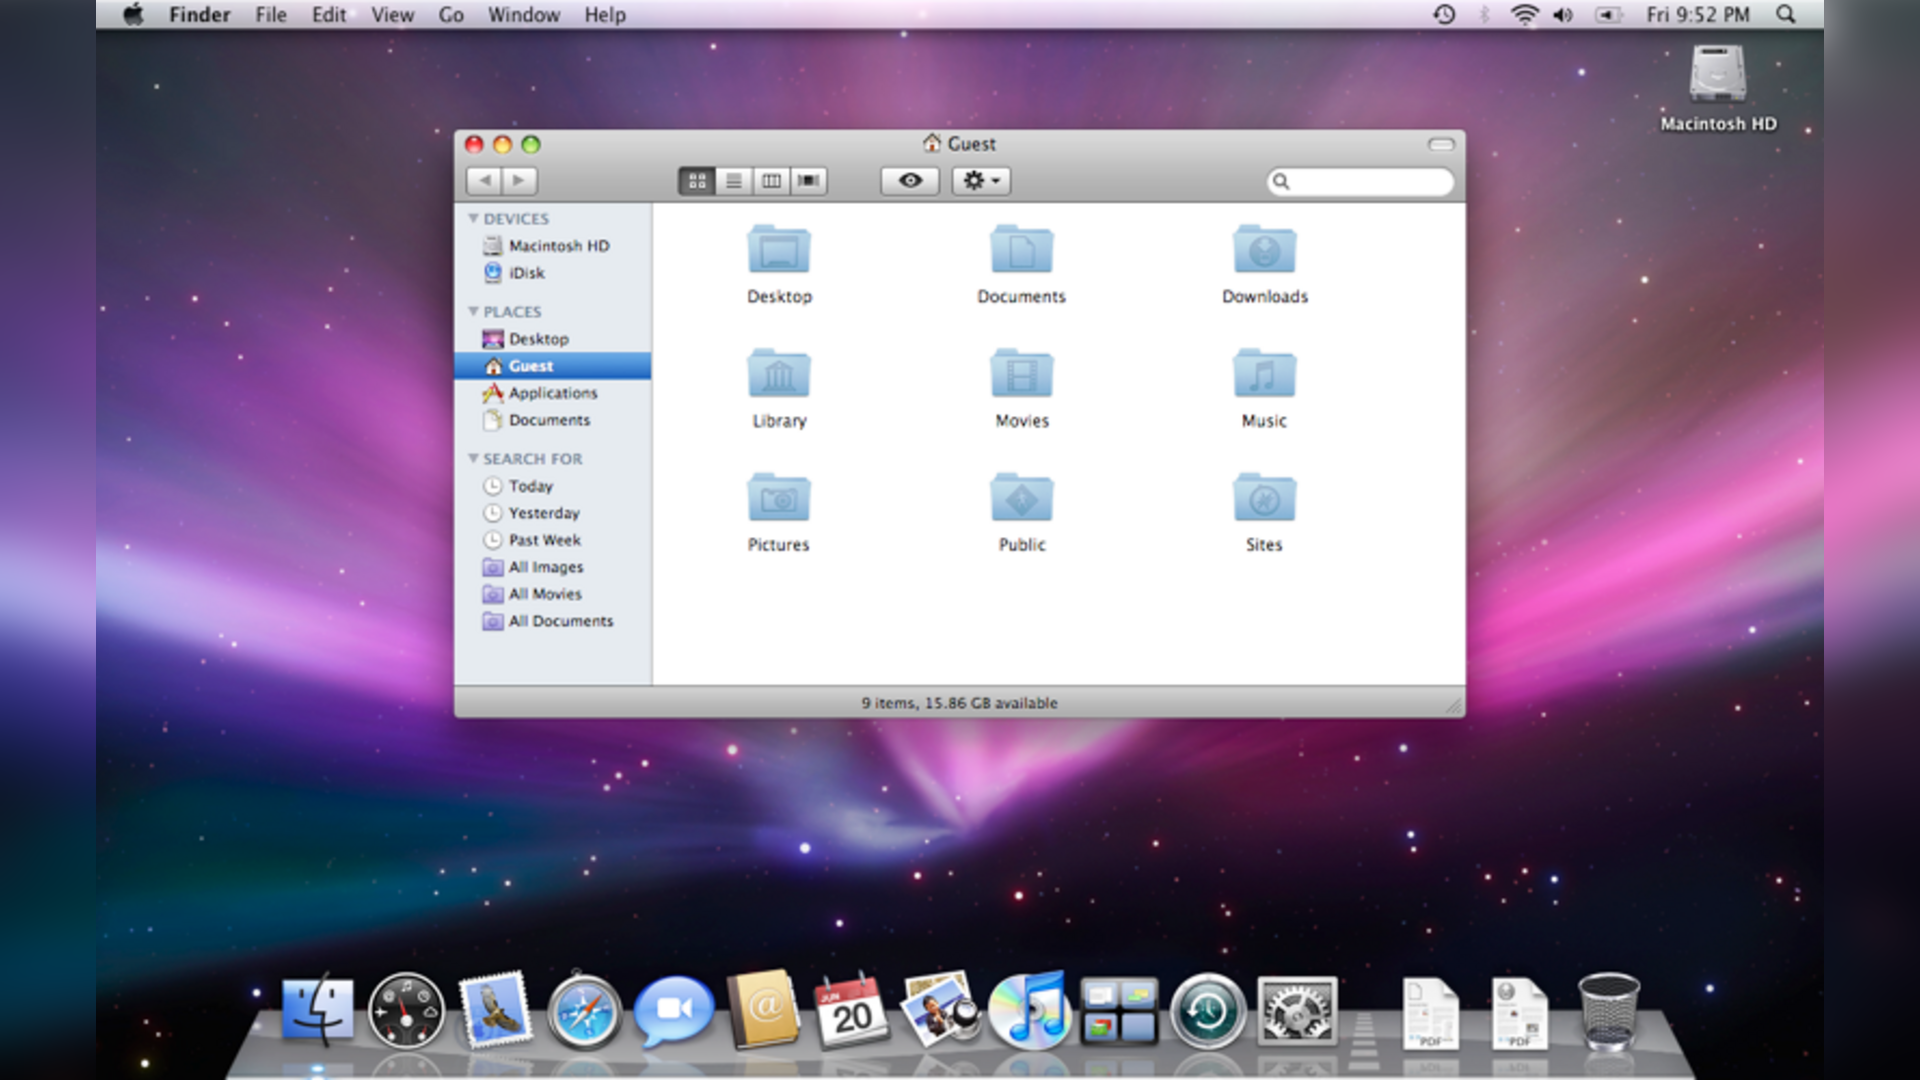 Finder File Edit View Go Window Help Fri 9:52 PM
Macintosh HD
Guest
DEVICES
Macintosh HD
iDisk
PLACES
Desktop
Guest
Applications
Documents
SEARCH FOR
Today
Yesterday
Past Week
All Images
All Movies
All Documents
Desktop Documents Downloads
Library Movies Music
Pictures Public Sites
9 items, 15.86 GB available
@
JUN
20
PDF PDF